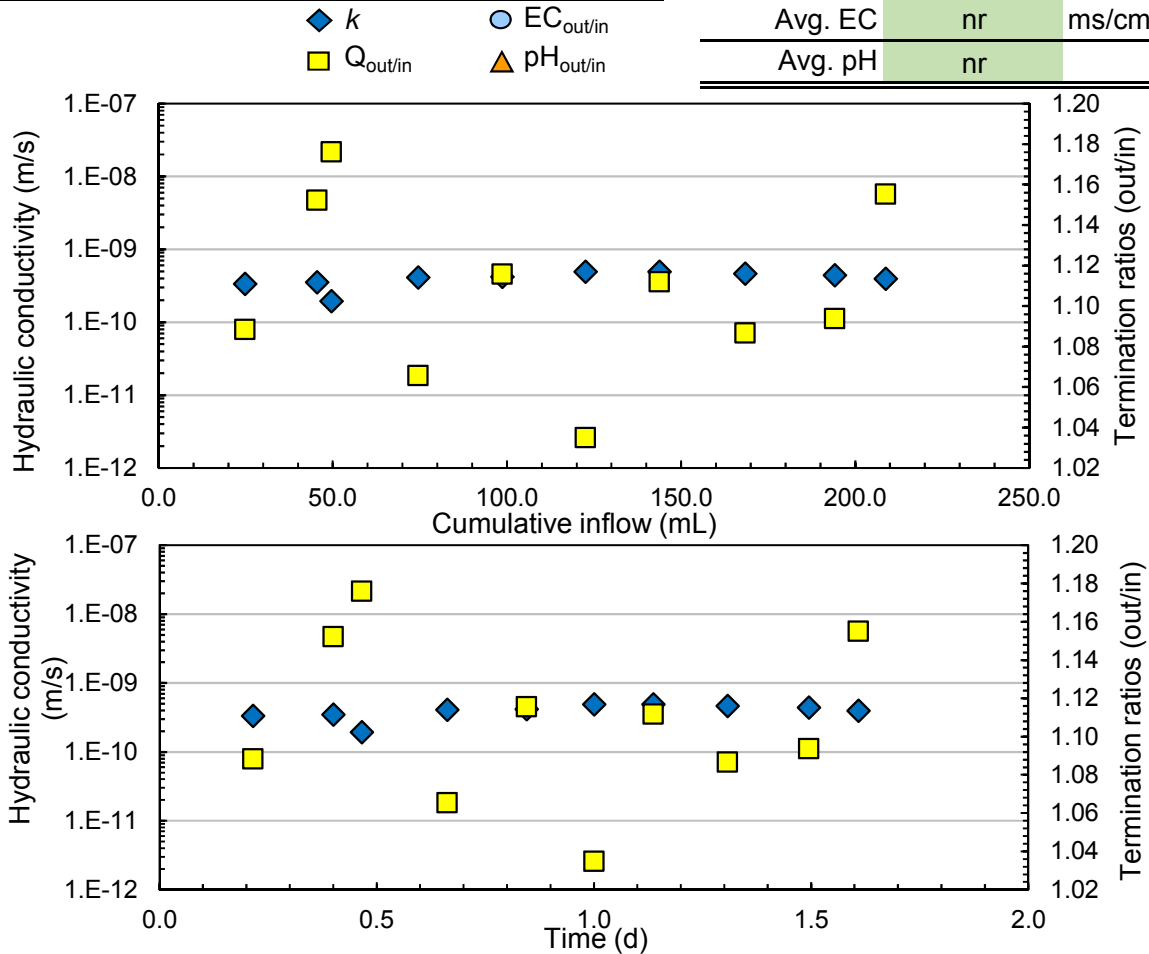 k EC out/in Avg. EC nr ms/cm
Q out/in pH out/in Avg. pH nr
Hydraulic conductivity (m/s)
1.E-07
1.E-08
1.E-09
1.E-10
1.E-11
1.E-12
1.20
1.18
1.16
1.14
1.12
1.10
1.08
1.06
1.04
1.02
Termination ratios (out/in)
0.0 50.0 100.0 150.0 200.0 250.0
Cumulative inflow (mL)
Hydraulic conductivity
(m/s)
1.E-07
1.E-08
1.E-09
1.E-10
1.E-11
1.E-12
1.20
1.18
1.16
1.14
1.12
1.10
1.08
1.06
1.04
1.02
Termination ratios (out/in)
0.0 0.5 1.0 1.5 2.0
Time (d)